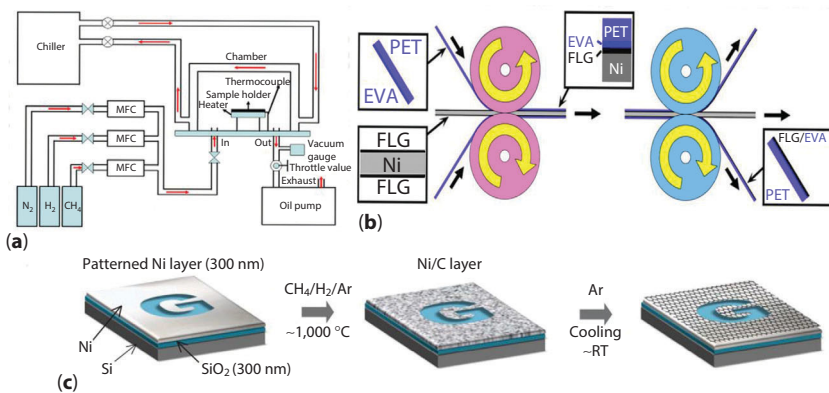 Chiller
Chamber
Thermocouple
Sample holder
Heater
MFC
MFC
MFC
In
Out
Vacuum
gauge
Throttle value
Exhaust
Oil pump
N2
H2
CH4
(a)
PET
EVA
FLG
Ni
FLG
PET
EVA
FLG
Ni
FLG/EVA
PET
(b)
Patterned Ni layer (300 nm)
G
Ni
Si
SiO2 (300 nm)
CH4/H2/Ar
~1,000 °C
Ni/C layer
G
Ar
Cooling
~RT
G
(c)